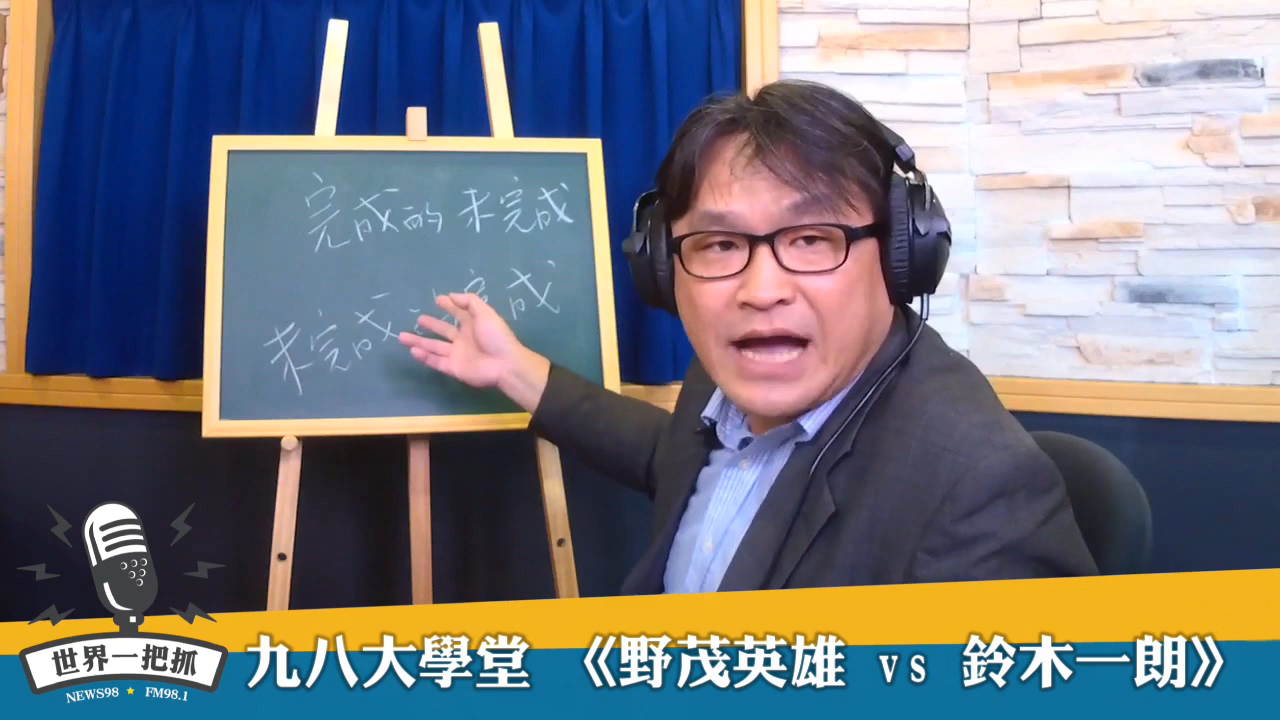 完成的未完成
未完成 完成
世界一把抓
NEWS98 ★ FM98.1
九八大學堂 《野茂英雄 vs 鈴木一朗》